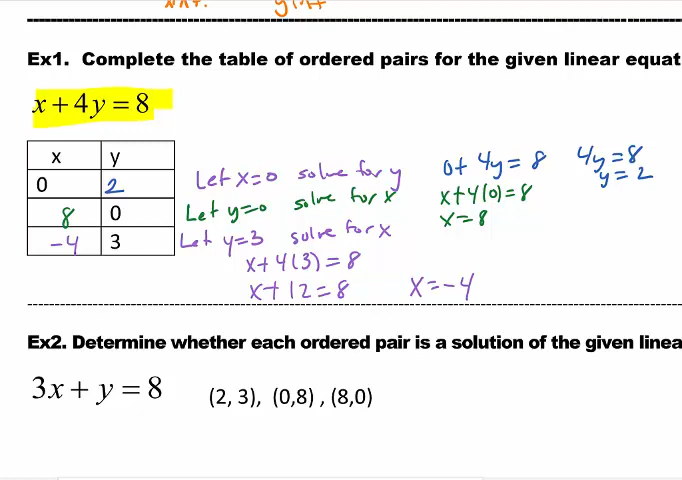 Ex1. Complete the table of ordered pairs for the given linear equat
x + 4y = 8
x y
0 2 Let x=0 solve for y 0+ 4y = 8 4y=8
y= 2
8 0 Let y=0 solve for x x+4(0)=8
x=8
-4 3 Let y=3 solve for x
x+ 4(3) = 8
x+ 12 = 8 x=-4
Ex2. Determine whether each ordered pair is a solution of the given linea
3x + y = 8 (2, 3), (0,8) , (8,0)